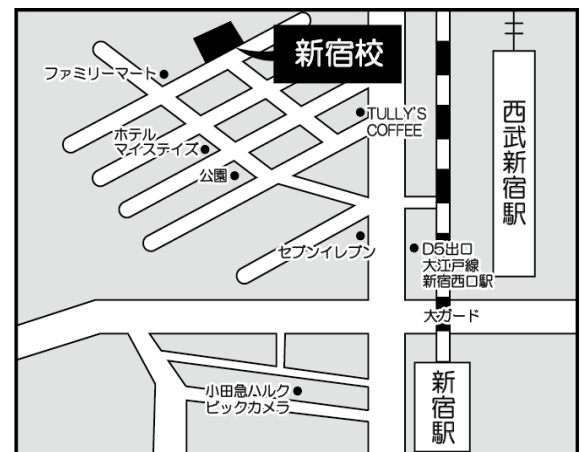 新宿校
ファミリーマート
TULLY'S
COFFEE
西武新宿駅
ホテル
マイステイズ
公園
セブンイレブン
D5出口
大江戸線
新宿西口駅
大ガード
小田急ハルク
ビックカメラ
新宿駅